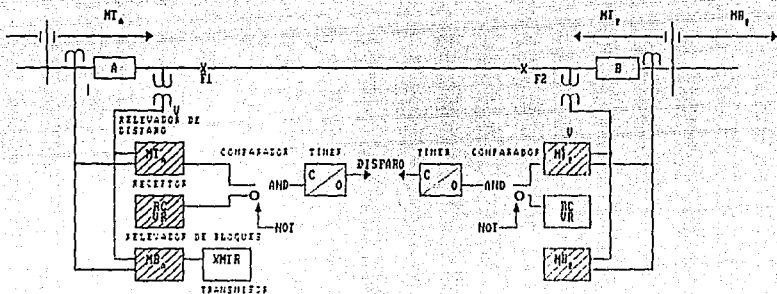 MT A
MT B
MB B
A
F1
F2
B
I
V
V
RELEVADOR DE
DISPARO
MT A
COMPARADOR
TIMER
DISPARO
TIMER
COMPARADOR
MT B
RECEPTOR
RC
VR
AND
C
O
C
O
AND
RC
VR
NOT
NOT
RELEVADOR DE BLOQUEO
MB A
XMTR
MB B
TRANSMISOR